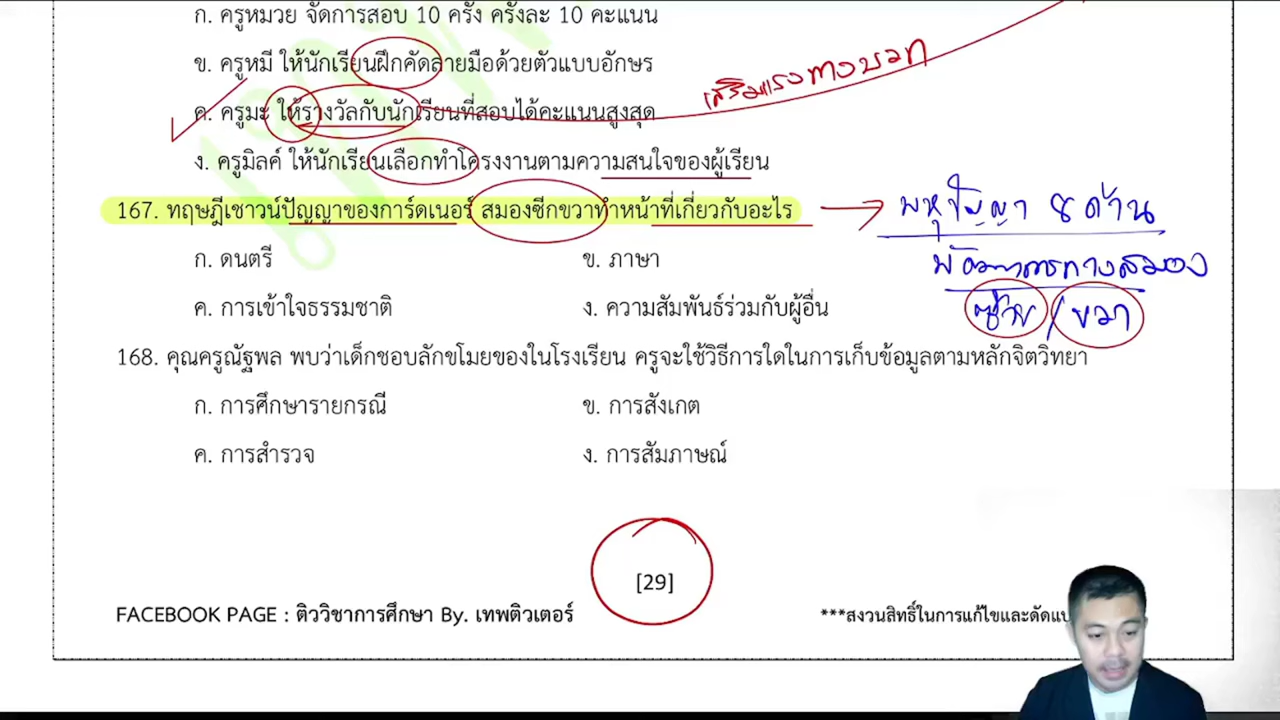 ก. ครูหมวย จัดการสอบ 10 ครั้ง ครั้งละ 10 คะแนน
ข. ครูหมี ให้นักเรียนฝึกคัดลายมือด้วยตัวแบบอักษร
เสริมแรงทางบวก
ค. ครูมะ ให้รางวัลกับนักเรียนที่สอบได้คะแนนสูงสุด
ง. ครูมิลค์ ให้นักเรียนเลือกทำโครงงานตามความสนใจของผู้เรียน
167. ทฤษฎีเชาวน์ปัญญาของการ์ดเนอร์ สมองซีกขวาทำหน้าที่เกี่ยวกับอะไร พหุปัญญา 8 ด้าน
ก. ดนตรี ข. ภาษา พัฒนาการทางสมอง
ค. การเข้าใจธรรมชาติ ง. ความสัมพันธ์ร่วมกับผู้อื่น ซ้าย / ขวา
168. คุณครูณัฐพล พบว่าเด็กชอบลักขโมยของในโรงเรียน ครูจะใช้วิธีการใดในการเก็บข้อมูลตามหลักจิตวิทยา
ก. การศึกษารายกรณี ข. การสังเกต
ค. การสำรวจ ง. การสัมภาษณ์
[29]
FACEBOOK PAGE : ติววิชาการศึกษา By. เทพติวเตอร์ ***สงวนสิทธิ์ในการแก้ไขและดัดแป